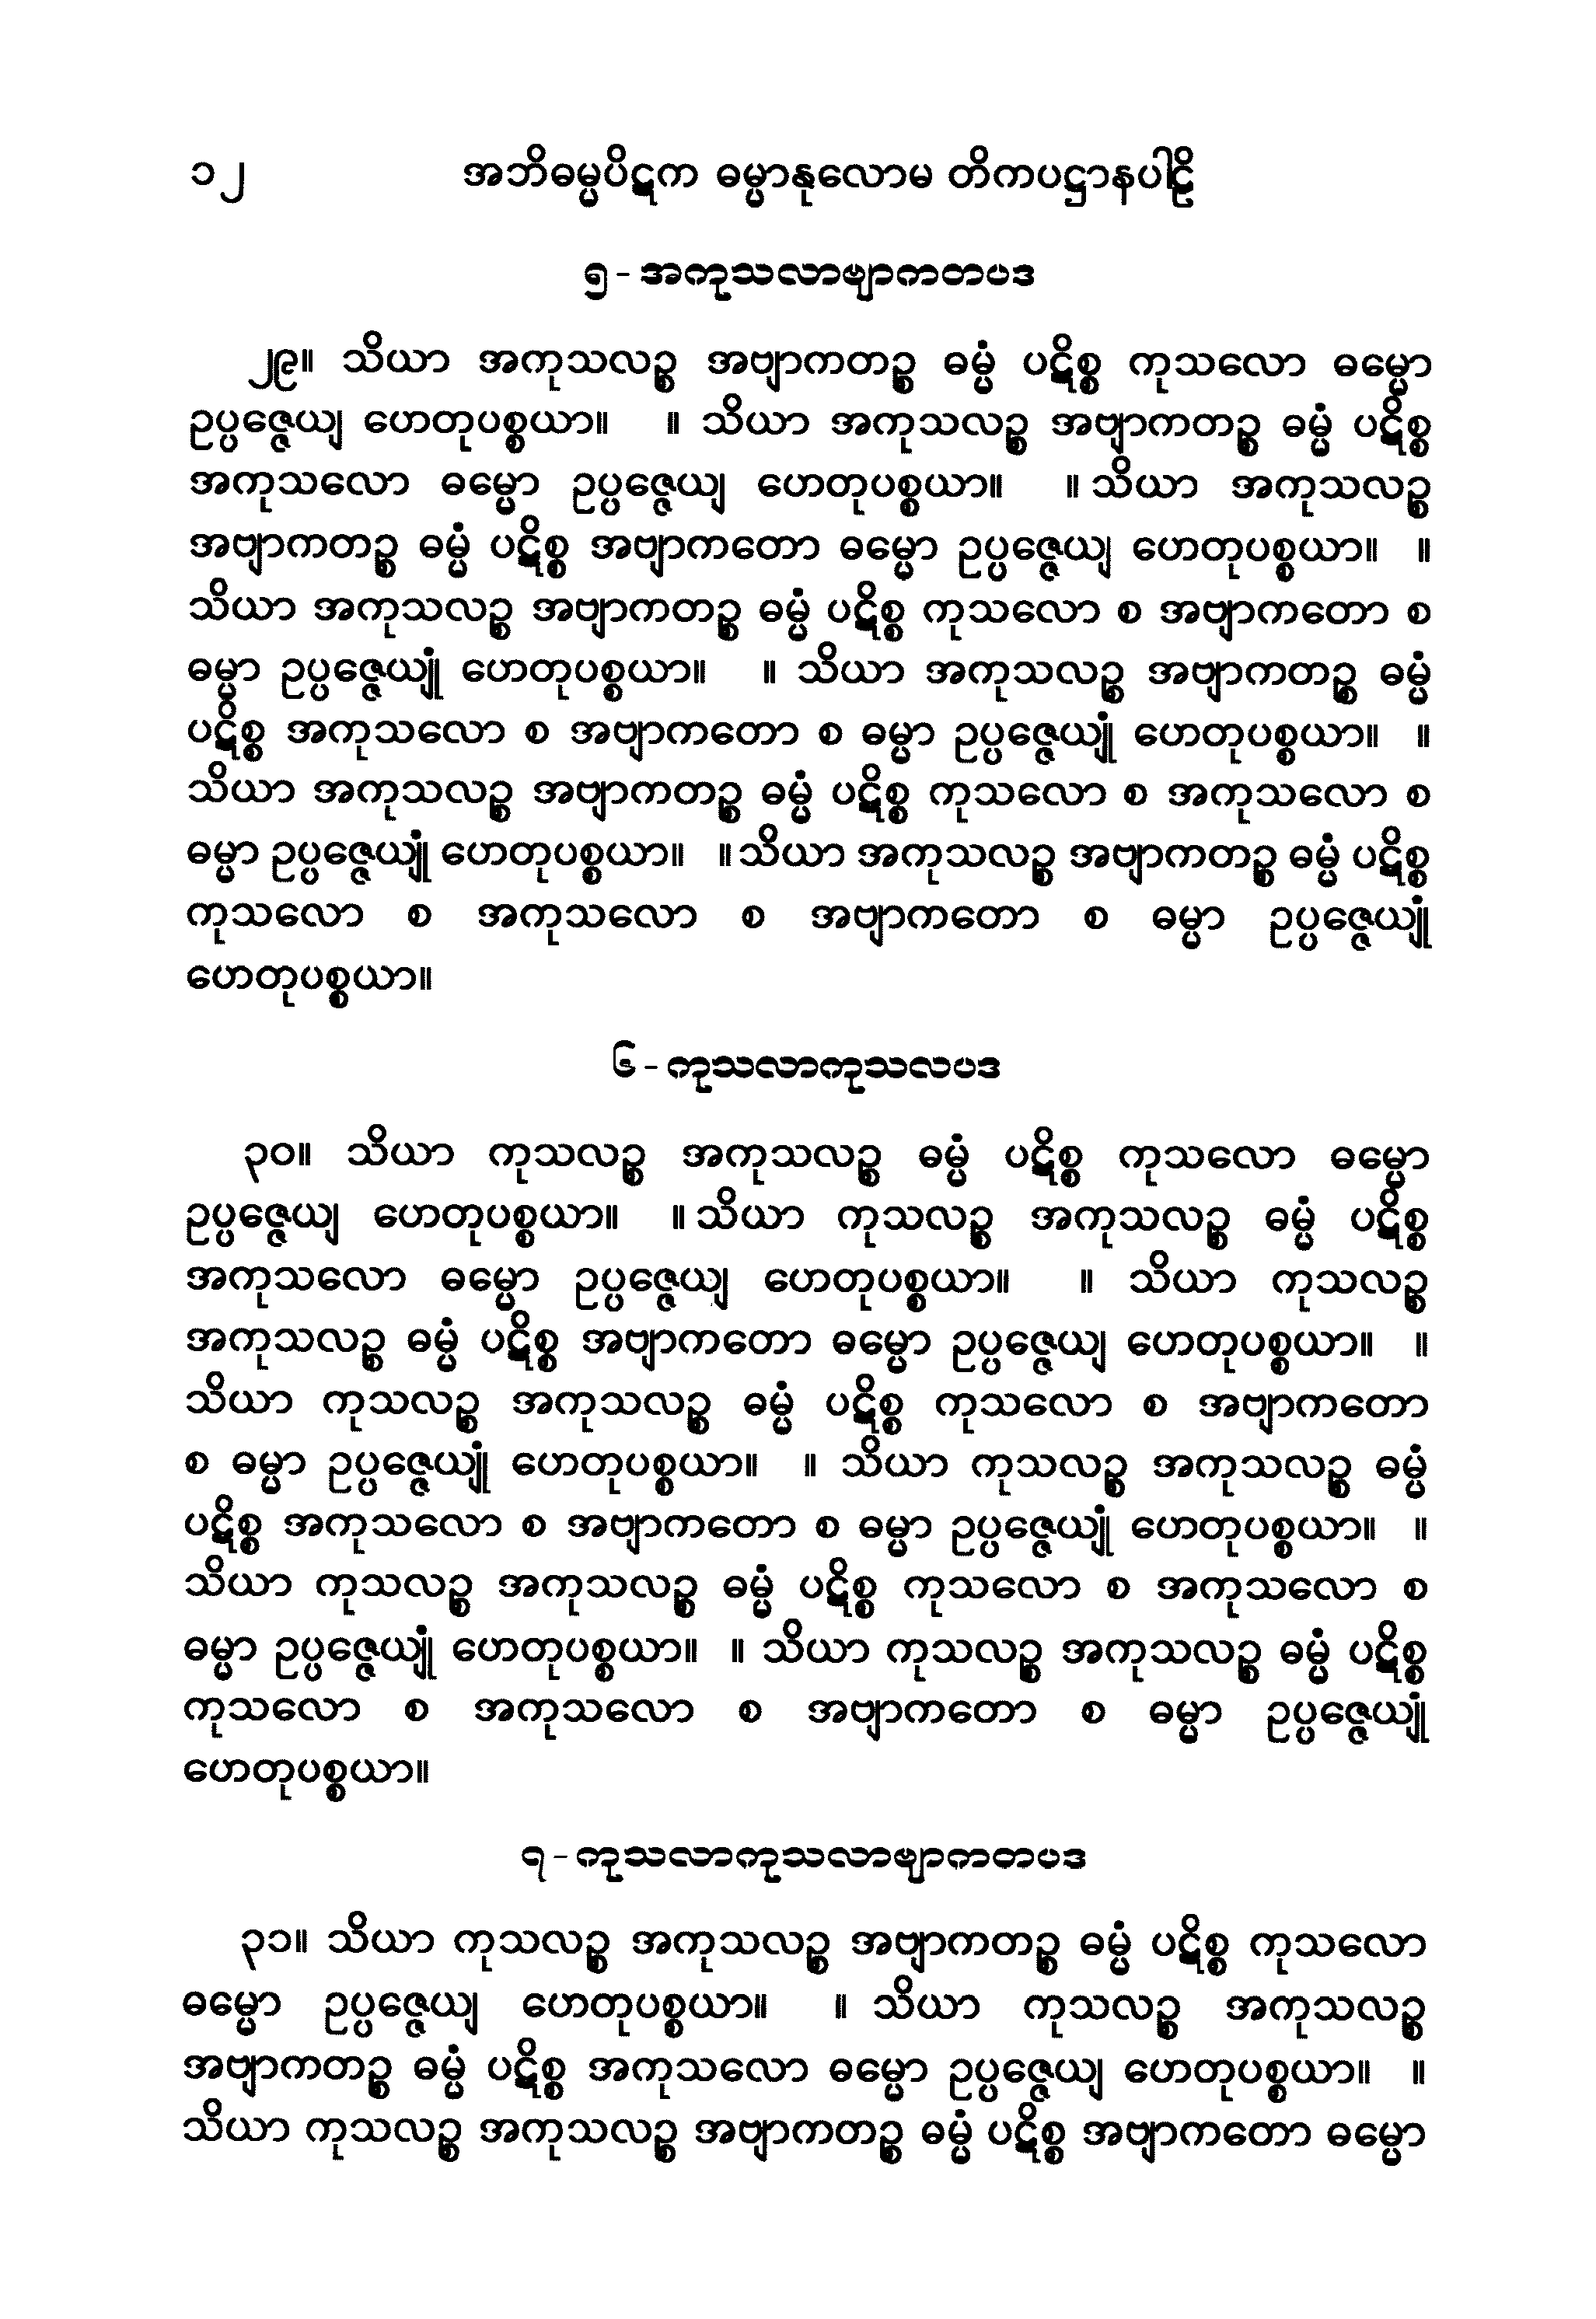 ၁၂ အဘိဓမ္မပိဋက ဓမ္မာနုလောမ တိကပဋ္ဌာနပါဠိ
၅ - အကုသလာဗျာကတပဒ
၂၉။ သိယာ အကုသလဉ္စ အဗျာကတဉ္စ ဓမ္မံ ပဋိစ္စ ကုသလော ဓမ္မော
ဥပ္ပဇ္ဇေယျ ဟေတုပစ္စယာ။ ။ သိယာ အကုသလဉ္စ အဗျာကတဉ္စ ဓမ္မံ ပဋိစ္စ
အကုသလော ဓမ္မော ဥပ္ပဇ္ဇေယျ ဟေတုပစ္စယာ။ ။ သိယာ အကုသလဉ္စ
အဗျာကတဉ္စ ဓမ္မံ ပဋိစ္စ အဗျာကတော ဓမ္မော ဥပ္ပဇ္ဇေယျ ဟေတုပစ္စယာ။ ။
သိယာ အကုသလဉ္စ အဗျာကတဉ္စ ဓမ္မံ ပဋိစ္စ ကုသလော စ အဗျာကတော စ
ဓမ္မာ ဥပ္ပဇ္ဇေယျုံ ဟေတုပစ္စယာ။ ။ သိယာ အကုသလဉ္စ အဗျာကတဉ္စ ဓမ္မံ
ပဋိစ္စ အကုသလော စ အဗျာကတော စ ဓမ္မာ ဥပ္ပဇ္ဇေယျုံ ဟေတုပစ္စယာ။ ။
သိယာ အကုသလဉ္စ အဗျာကတဉ္စ ဓမ္မံ ပဋိစ္စ ကုသလော စ အကုသလော စ
ဓမ္မာ ဥပ္ပဇ္ဇေယျုံ ဟေတုပစ္စယာ။ ။ သိယာ အကုသလဉ္စ အဗျာကတဉ္စ ဓမ္မံ ပဋိစ္စ
ကုသလော စ အကုသလော စ အဗျာကတော စ ဓမ္မာ ဥပ္ပဇ္ဇေယျုံ
ဟေတုပစ္စယာ။
၆ - ကုသလာကုသလပဒ
၃၀။ သိယာ ကုသလဉ္စ အကုသလဉ္စ ဓမ္မံ ပဋိစ္စ ကုသလော ဓမ္မော
ဥပ္ပဇ္ဇေယျ ဟေတုပစ္စယာ။ ။ သိယာ ကုသလဉ္စ အကုသလဉ္စ ဓမ္မံ ပဋိစ္စ
အကုသလော ဓမ္မော ဥပ္ပဇ္ဇေယျ ဟေတုပစ္စယာ။ ။ သိယာ ကုသလဉ္စ
အကုသလဉ္စ ဓမ္မံ ပဋိစ္စ အဗျာကတော ဓမ္မော ဥပ္ပဇ္ဇေယျ ဟေတုပစ္စယာ။ ။
သိယာ ကုသလဉ္စ အကုသလဉ္စ ဓမ္မံ ပဋိစ္စ ကုသလော စ အဗျာကတော
စ ဓမ္မာ ဥပ္ပဇ္ဇေယျုံ ဟေတုပစ္စယာ။ ။ သိယာ ကုသလဉ္စ အကုသလဉ္စ ဓမ္မံ
ပဋိစ္စ အကုသလော စ အဗျာကတော စ ဓမ္မာ ဥပ္ပဇ္ဇေယျုံ ဟေတုပစ္စယာ။ ။
သိယာ ကုသလဉ္စ အကုသလဉ္စ ဓမ္မံ ပဋိစ္စ ကုသလော စ အကုသလော စ
ဓမ္မာ ဥပ္ပဇ္ဇေယျုံ ဟေတုပစ္စယာ။ ။ သိယာ ကုသလဉ္စ အကုသလဉ္စ ဓမ္မံ ပဋိစ္စ
ကုသလော စ အကုသလော စ အဗျာကတော စ ဓမ္မာ ဥပ္ပဇ္ဇေယျုံ
ဟေတုပစ္စယာ။
၇ - ကုသလာကုသလာဗျာကတပဒ
၃၁။ သိယာ ကုသလဉ္စ အကုသလဉ္စ အဗျာကတဉ္စ ဓမ္မံ ပဋိစ္စ ကုသလော
ဓမ္မော ဥပ္ပဇ္ဇေယျ ဟေတုပစ္စယာ။ ။ သိယာ ကုသလဉ္စ အကုသလဉ္စ
အဗျာကတဉ္စ ဓမ္မံ ပဋိစ္စ အကုသလော ဓမ္မော ဥပ္ပဇ္ဇေယျ ဟေတုပစ္စယာ။ ။
သိယာ ကုသလဉ္စ အကုသလဉ္စ အဗျာကတဉ္စ ဓမ္မံ ပဋိစ္စ အဗျာကတော ဓမ္မော